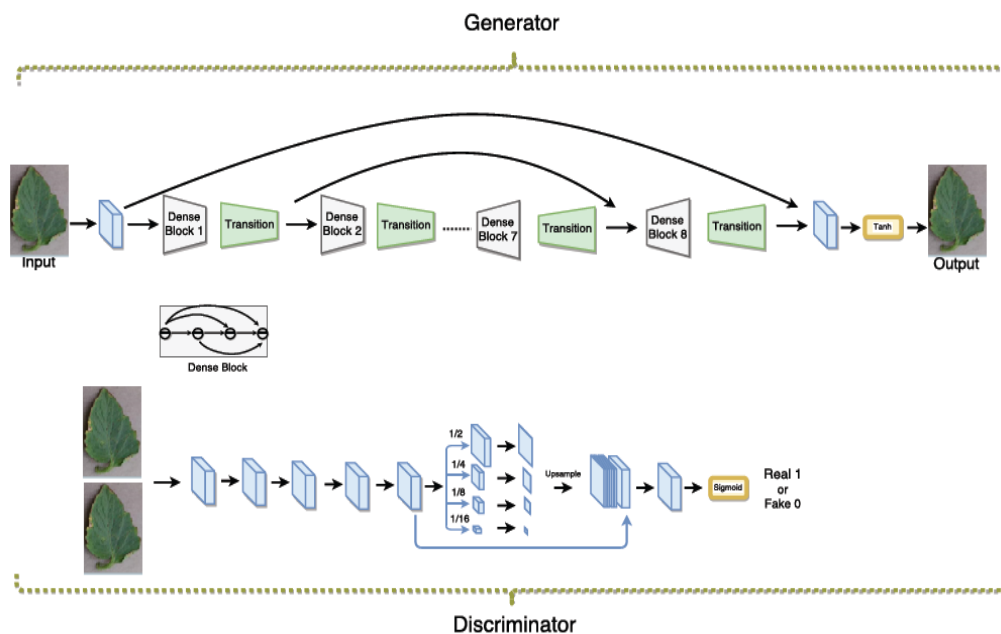 Generator
Input
Dense
Block 1
Transition
Dense
Block 2
Transition
Dense
Block 7
Transition
Dense
Block 8
Transition
Tanh
Output
Dense Block
1/2
1/4
1/8
1/16
Upsample
Sigmoid
Real 1
or
Fake 0
Discriminator